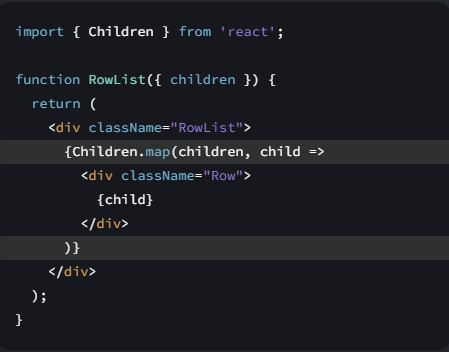 import { Children } from 'react';

function RowList({ children }) {
  return (
    <div className="RowList">
      {Children.map(children, child =>
        <div className="Row">
          {child}
        </div>
      )}
    </div>
  );
}